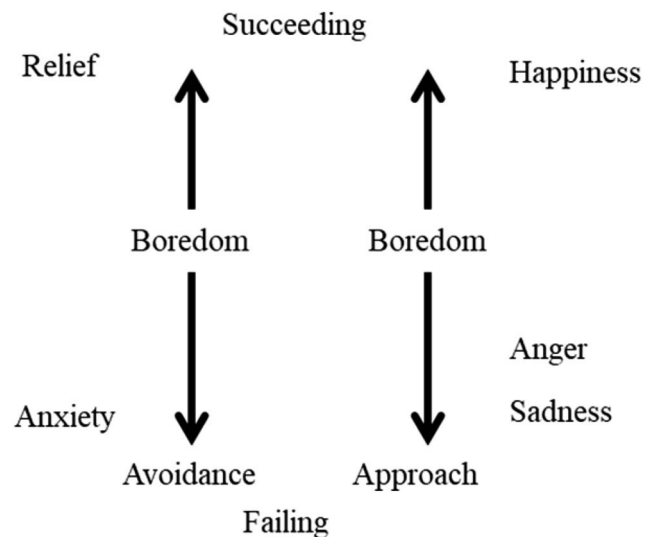 Succeeding
Relief
Happiness
Boredom
Boredom
Anger
Anxiety
Sadness
Avoidance
Approach
Failing